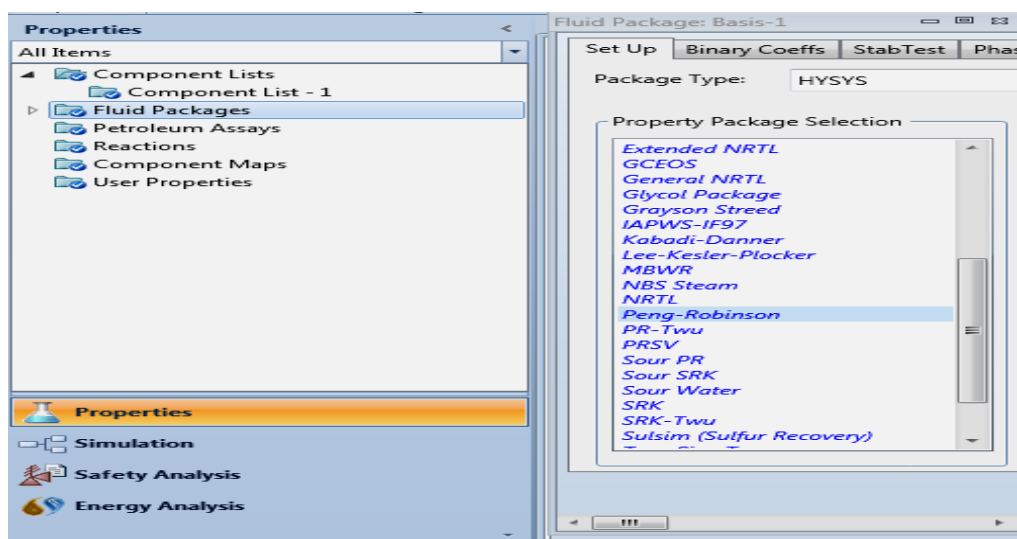 Properties
All Items
Component Lists
Component List - 1
Fluid Packages
Petroleum Assays
Reactions
Component Maps
User Properties
Properties
Simulation
Safety Analysis
Energy Analysis
Fluid Package: Basis-1
Set Up Binary Coeffs StabTest Phas
Package Type: HYSYS
Property Package Selection
Extended NRTL
GCEOS
General NRTL
Glycol Package
Grayson Streed
IAPWS-IF97
Kabadi-Danner
Lee-Kesler-Plocker
MBWR
NBS Steam
NRTL
Peng-Robinson
PR-Twu
PRSV
Sour PR
Sour SRK
Sour Water
SRK
SRK-Twu
Sulsim (Sulfur Recovery)